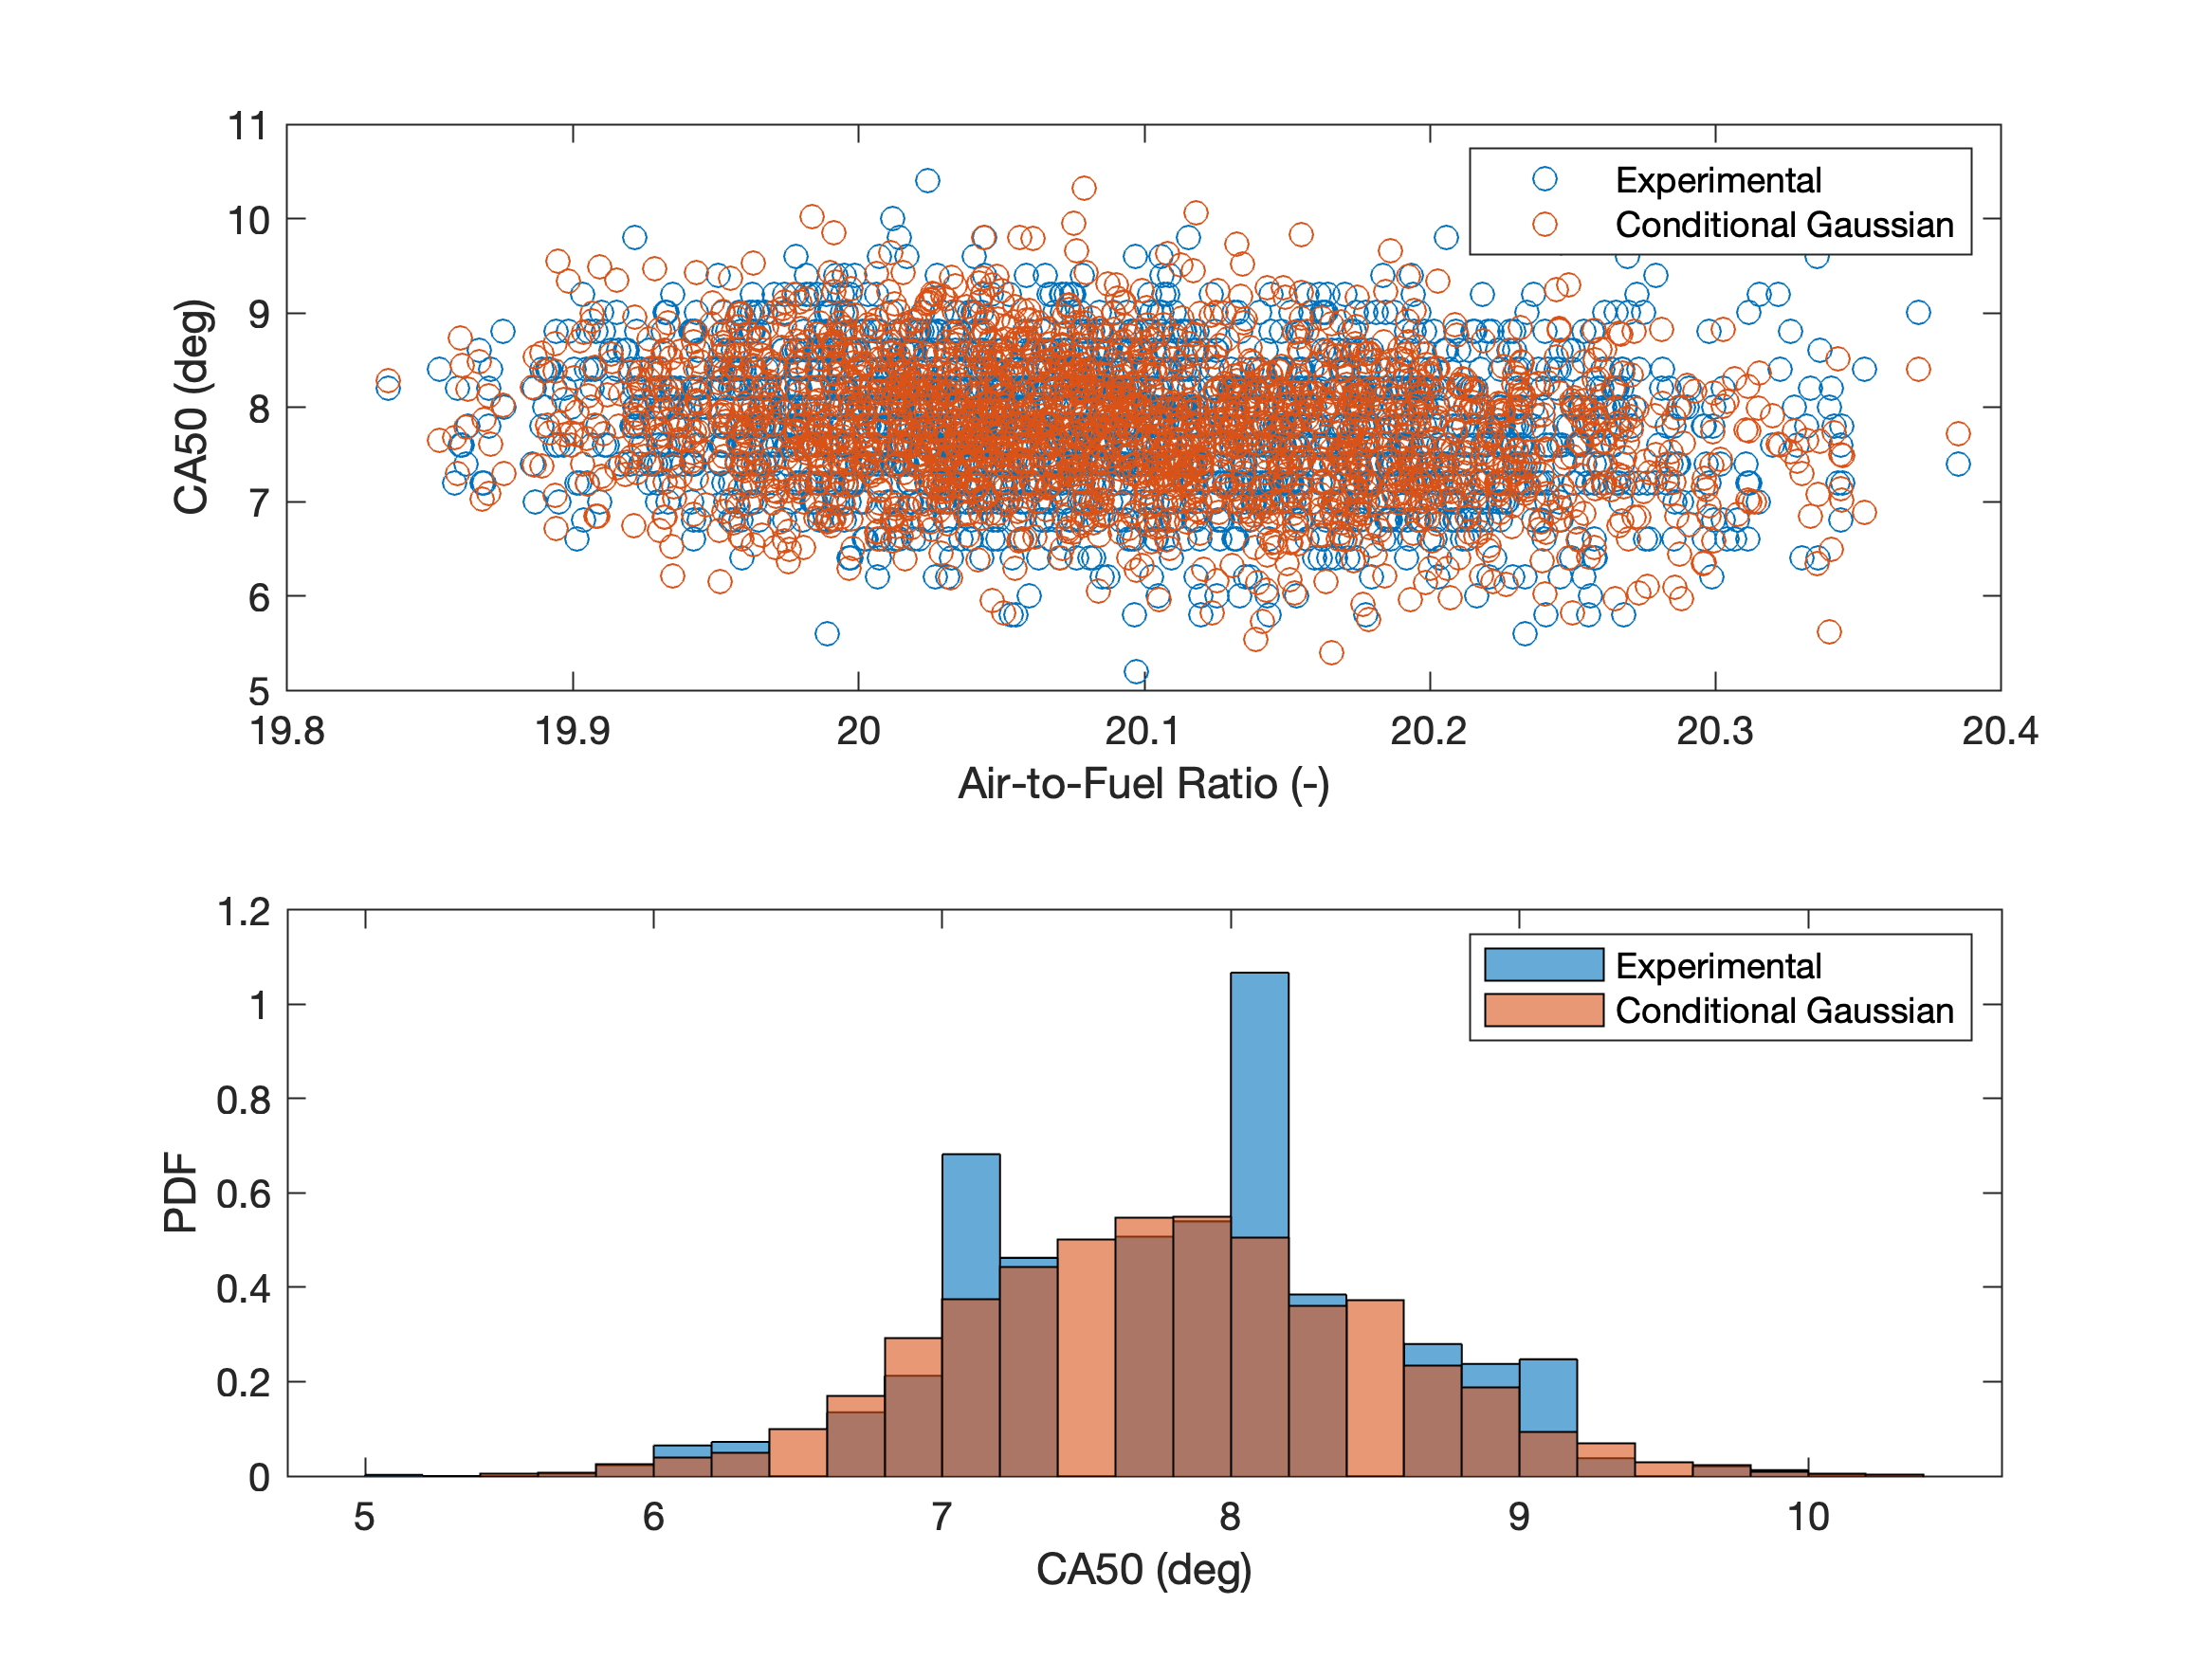 11
10
9
8
7
6
5
CA50 (deg)
Experimental
Conditional Gaussian
19.8 19.9 20 20.1 20.2 20.3 20.4
Air-to-Fuel Ratio (-)
1.2
1
0.8
0.6
0.4
0.2
0
PDF
Experimental
Conditional Gaussian
5 6 7 8 9 10
CA50 (deg)